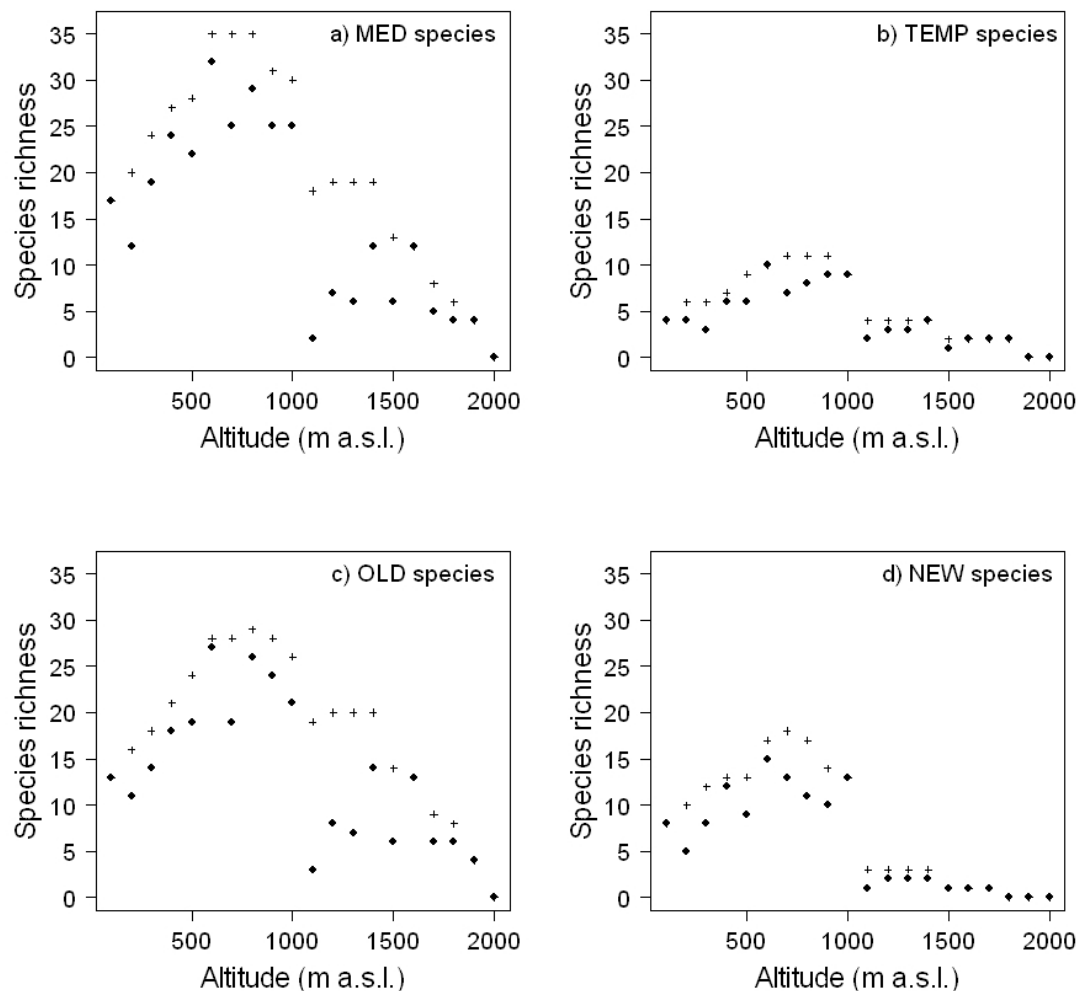 a) MED species
35
30
25
20
15
10
5
0
Species richness
500 1000 1500 2000
Altitude (m a.s.l.)
b) TEMP species
35
30
25
20
15
10
5
0
Species richness
500 1000 1500 2000
Altitude (m a.s.l.)
c) OLD species
35
30
25
20
15
10
5
0
Species richness
500 1000 1500 2000
Altitude (m a.s.l.)
d) NEW species
35
30
25
20
15
10
5
0
Species richness
500 1000 1500 2000
Altitude (m a.s.l.)